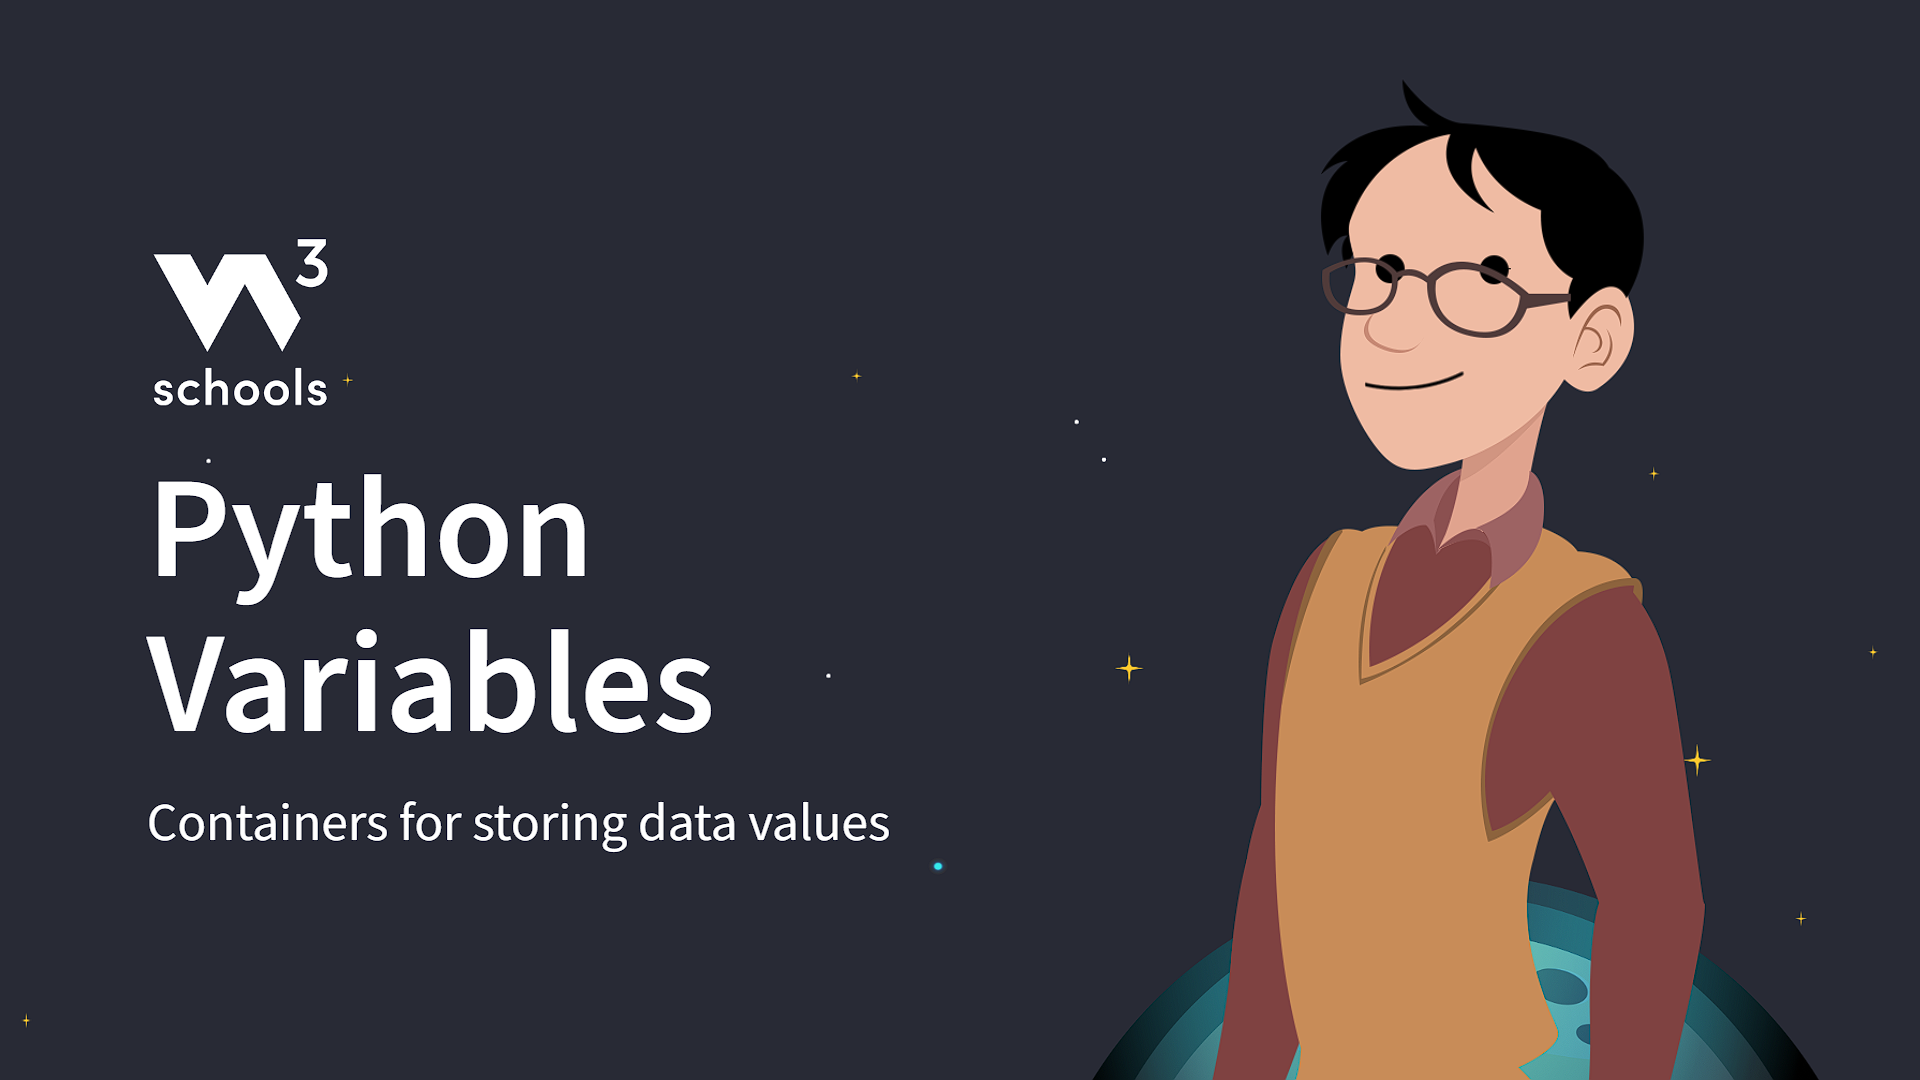 W3
schools
Python
Variables
Containers for storing data values